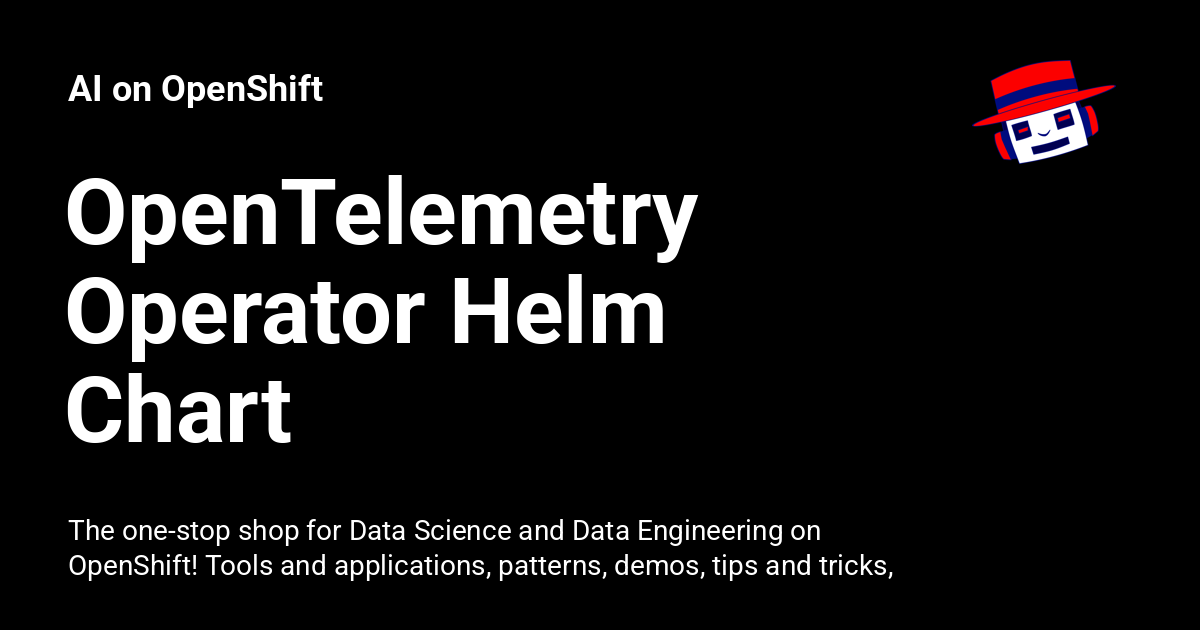 AI on OpenShift
OpenTelemetry
Operator Helm
Chart
The one-stop shop for Data Science and Data Engineering on
OpenShift! Tools and applications, patterns, demos, tips and tricks,